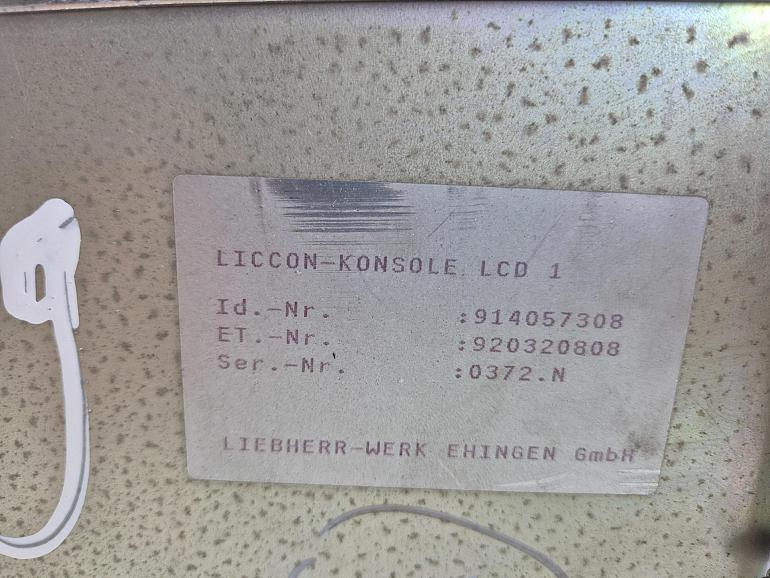 LICCON-KONSOLE LCD 1
Id.-Nr. :914057308
ET.-Nr. :920320808
Ser.-Nr. :0372.N
LIEBHERR-WERK EHINGEN GmbH